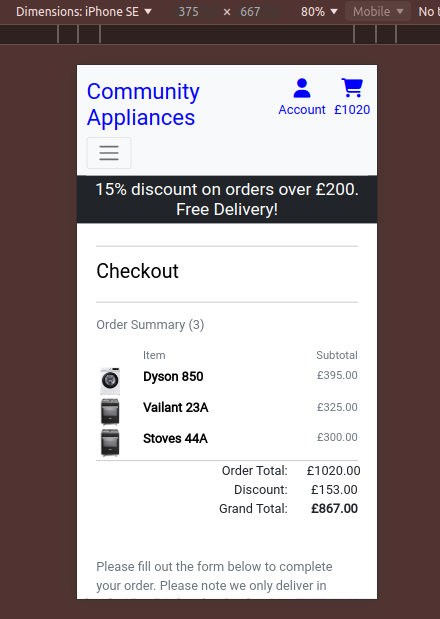 Dimensions: iPhone SE 375 × 667 80% Mobile No t
Community
Appliances
Account £1020
15% discount on orders over £200.
Free Delivery!
Checkout
Order Summary (3)
Item Subtotal
Dyson 850 £395.00
Vailant 23A £325.00
Stoves 44A £300.00
Order Total: £1020.00
Discount: £153.00
Grand Total: £867.00
Please fill out the form below to complete
your order. Please note we only deliver in